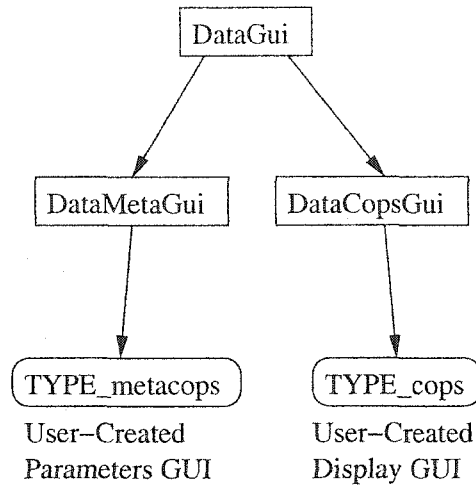 DataGui
DataMetaGui
DataCopsGui
TYPE_metacops
TYPE_cops
User-Created
Parameters GUI
User-Created
Display GUI